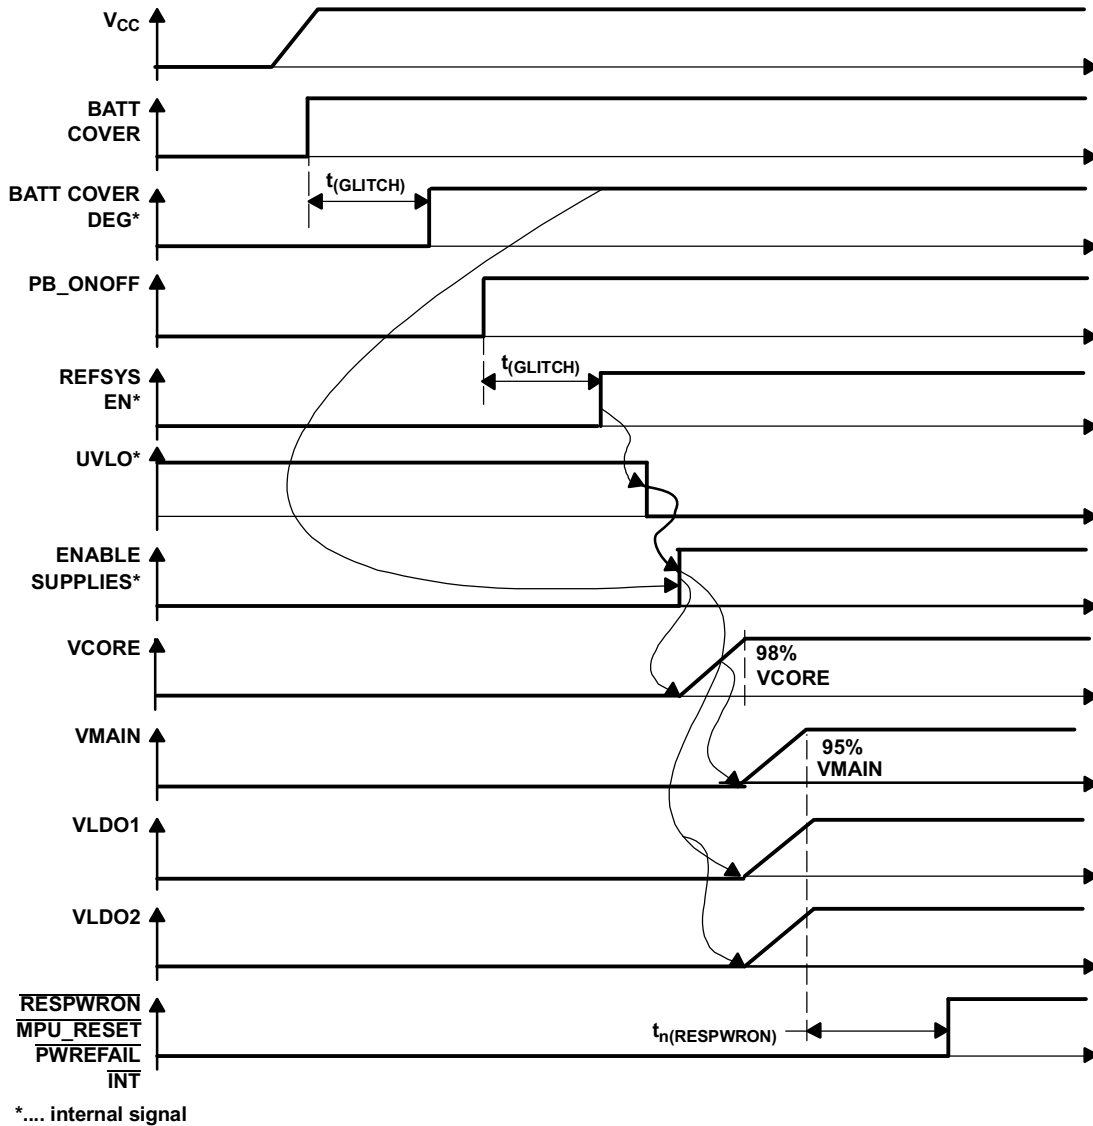 VCC
BATT
COVER
t(GLITCH)
BATT COVER
DEG*
PB_ONOFF
t(GLITCH)
REFSYS
EN*
UVLO*
ENABLE
SUPPLIES*
VCORE
98%
VCORE
VMAIN
95%
VMAIN
VLDO1
VLDO2
RESPWRON
MPU_RESET
PWREFAIL
INT
tn(RESPWRON)
*.... internal signal